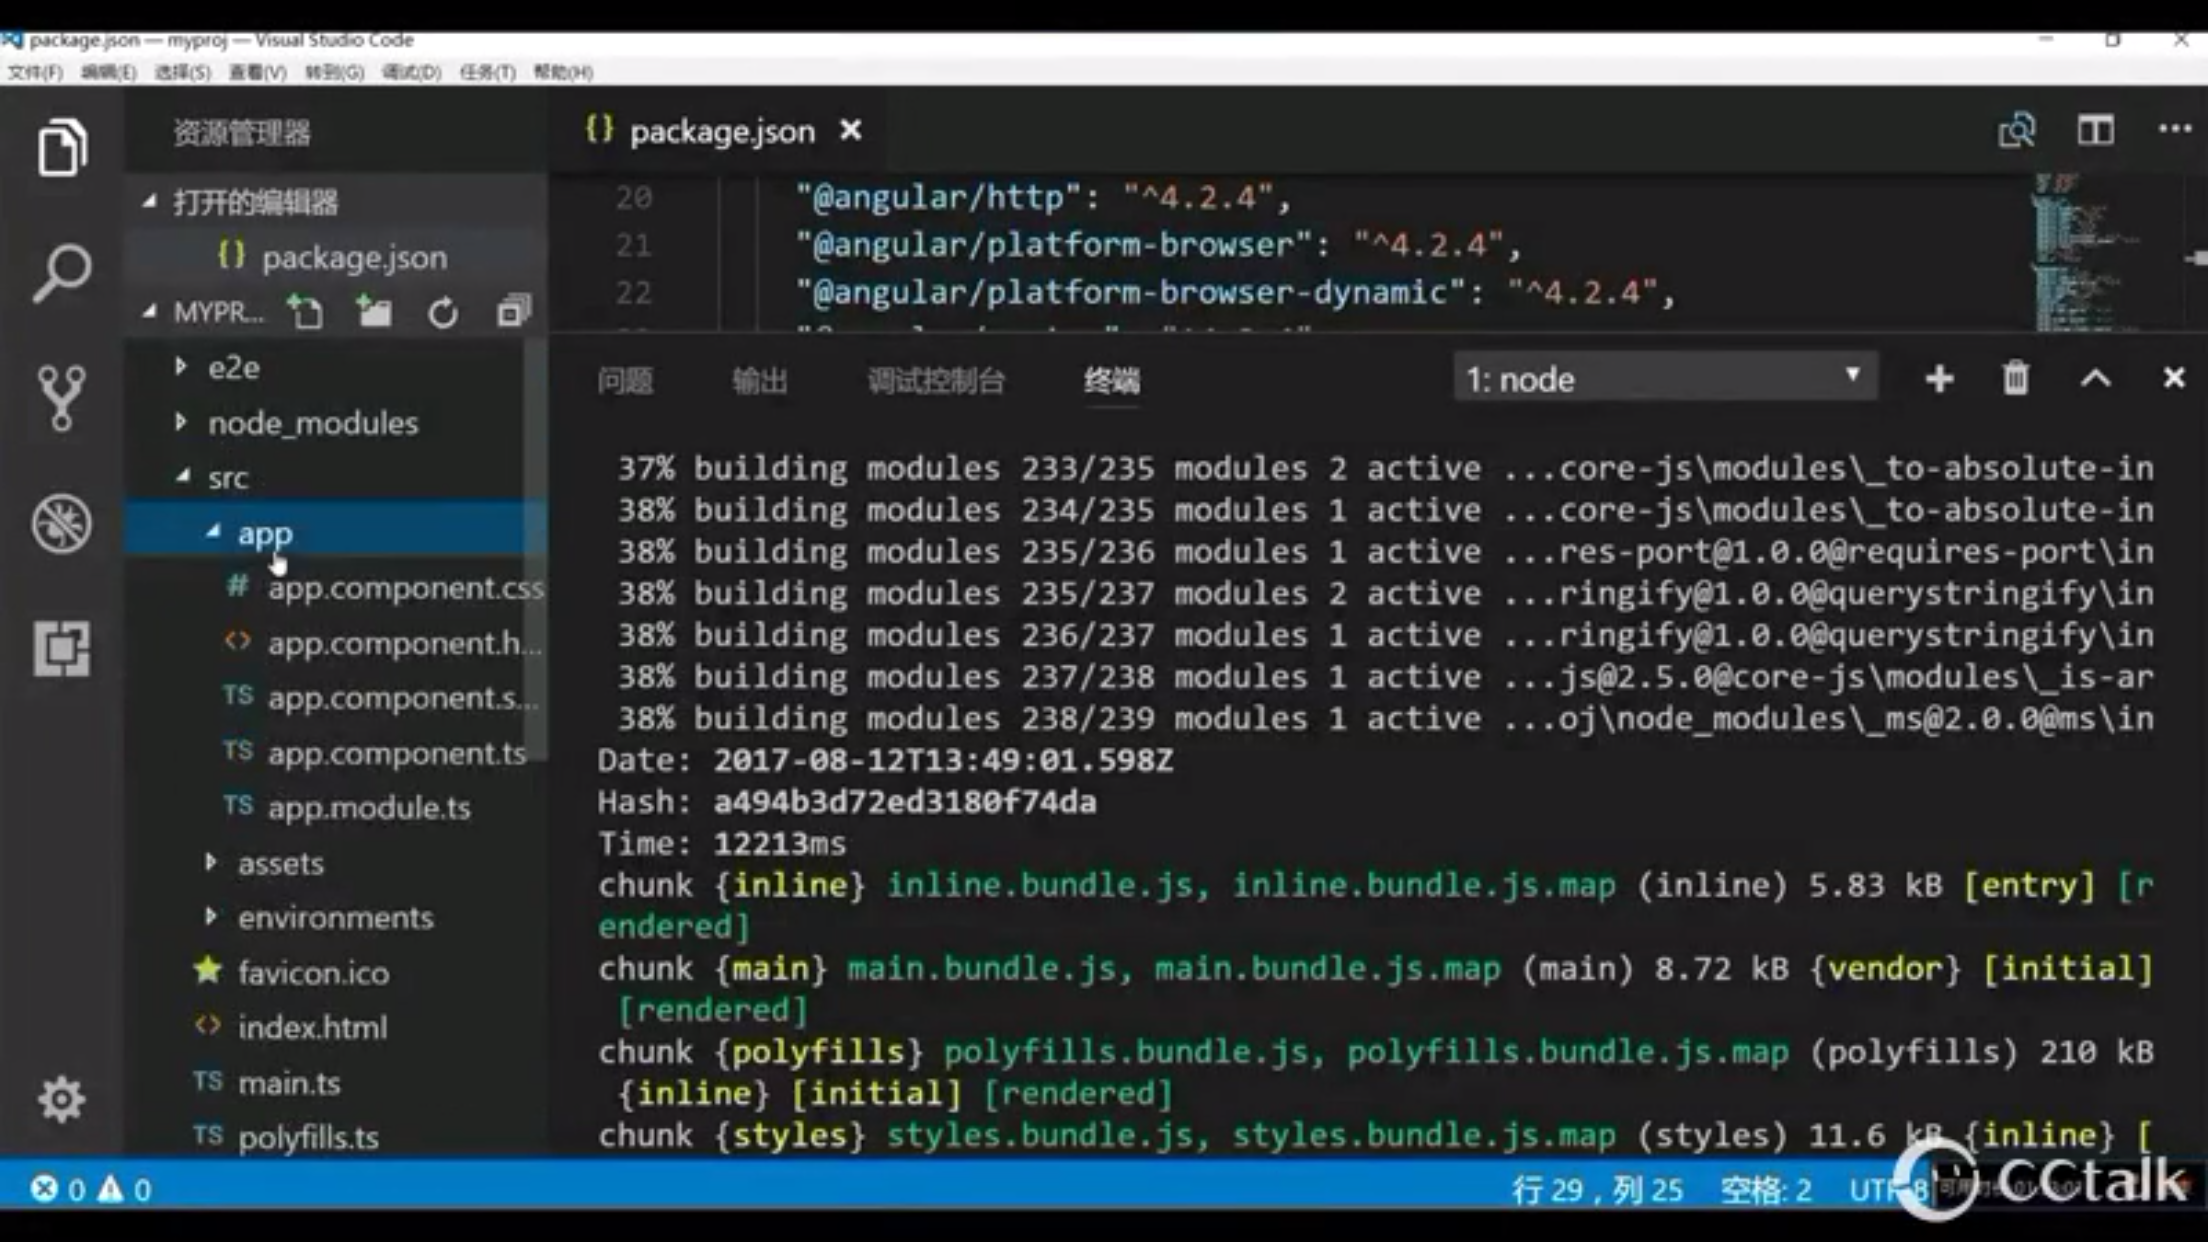 package.json — myproj — Visual Studio Code
文件(F) 编辑(E) 选择(S) 查看(V) 转到(G) 调试(D) 任务(T) 帮助(H)
资源管理器
打开的编辑器
{} package.json
MYPR...
e2e
node_modules
src
app
# app.component.css
<> app.component.h...
TS app.component.s...
TS app.component.ts
TS app.module.ts
assets
environments
favicon.ico
<> index.html
TS main.ts
TS polyfills.ts
{} package.json
20 "@angular/http": "^4.2.4",
21 "@angular/platform-browser": "^4.2.4",
22 "@angular/platform-browser-dynamic": "^4.2.4",
问题 输出 调试控制台 终端 1: node
37% building modules 233/235 modules 2 active ...core-js\modules\_to-absolute-in
38% building modules 234/235 modules 1 active ...core-js\modules\_to-absolute-in
38% building modules 235/236 modules 1 active ...res-port@1.0.0@requires-port\in
38% building modules 235/237 modules 2 active ...ringify@1.0.0@querystringify\in
38% building modules 236/237 modules 1 active ...ringify@1.0.0@querystringify\in
38% building modules 237/238 modules 1 active ...js@2.5.0@core-js\modules\_is-ar
38% building modules 238/239 modules 1 active ...oj\node_modules\_ms@2.0.0@ms\in
Date: 2017-08-12T13:49:01.598Z
Hash: a494b3d72ed3180f74da
Time: 12213ms
chunk {inline} inline.bundle.js, inline.bundle.js.map (inline) 5.83 kB [entry] [r
endered]
chunk {main} main.bundle.js, main.bundle.js.map (main) 8.72 kB {vendor} [initial]
[rendered]
chunk {polyfills} polyfills.bundle.js, polyfills.bundle.js.map (polyfills) 210 kB
{inline} [initial] [rendered]
chunk {styles} styles.bundle.js, styles.bundle.js.map (styles) 11.6 kB {inline} [
0 0
行 29，列 25 空格: 2 UTF-8
CCtalk